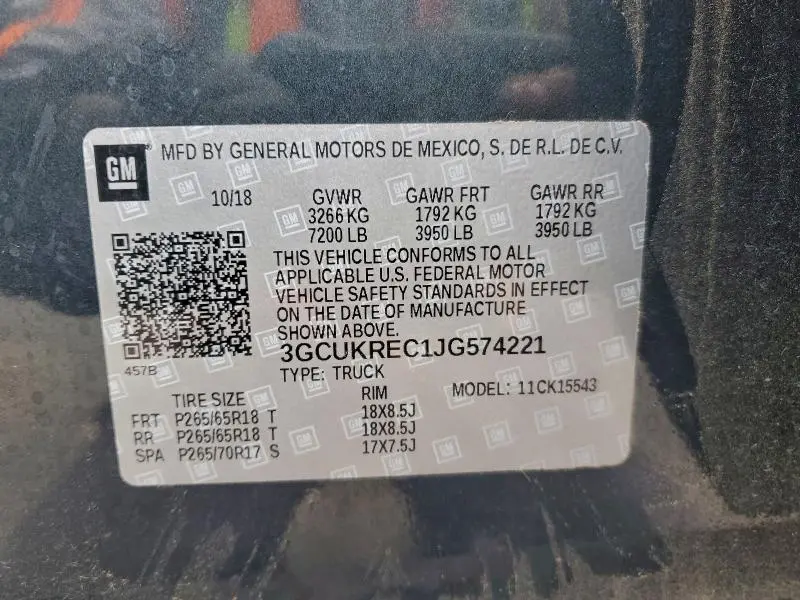 GM
MFD BY GENERAL MOTORS DE MEXICO, S. DE R.L. DE C.V.
10/18 GVWR GAWR FRT GAWR RR
3266 KG 1792 KG 1792 KG
7200 LB 3950 LB 3950 LB
THIS VEHICLE CONFORMS TO ALL
APPLICABLE U.S. FEDERAL MOTOR
VEHICLE SAFETY STANDARDS IN EFFECT
ON THE DATE OF MANUFACTURE
SHOWN ABOVE.
3GCUKREC1JG574221
457B
TYPE: TRUCK
MODEL: 11CK15543
TIRE SIZE RIM
FRT P265/65R18 T 18X8.5J
RR P265/65R18 T 18X8.5J
SPA P265/70R17 S 17X7.5J